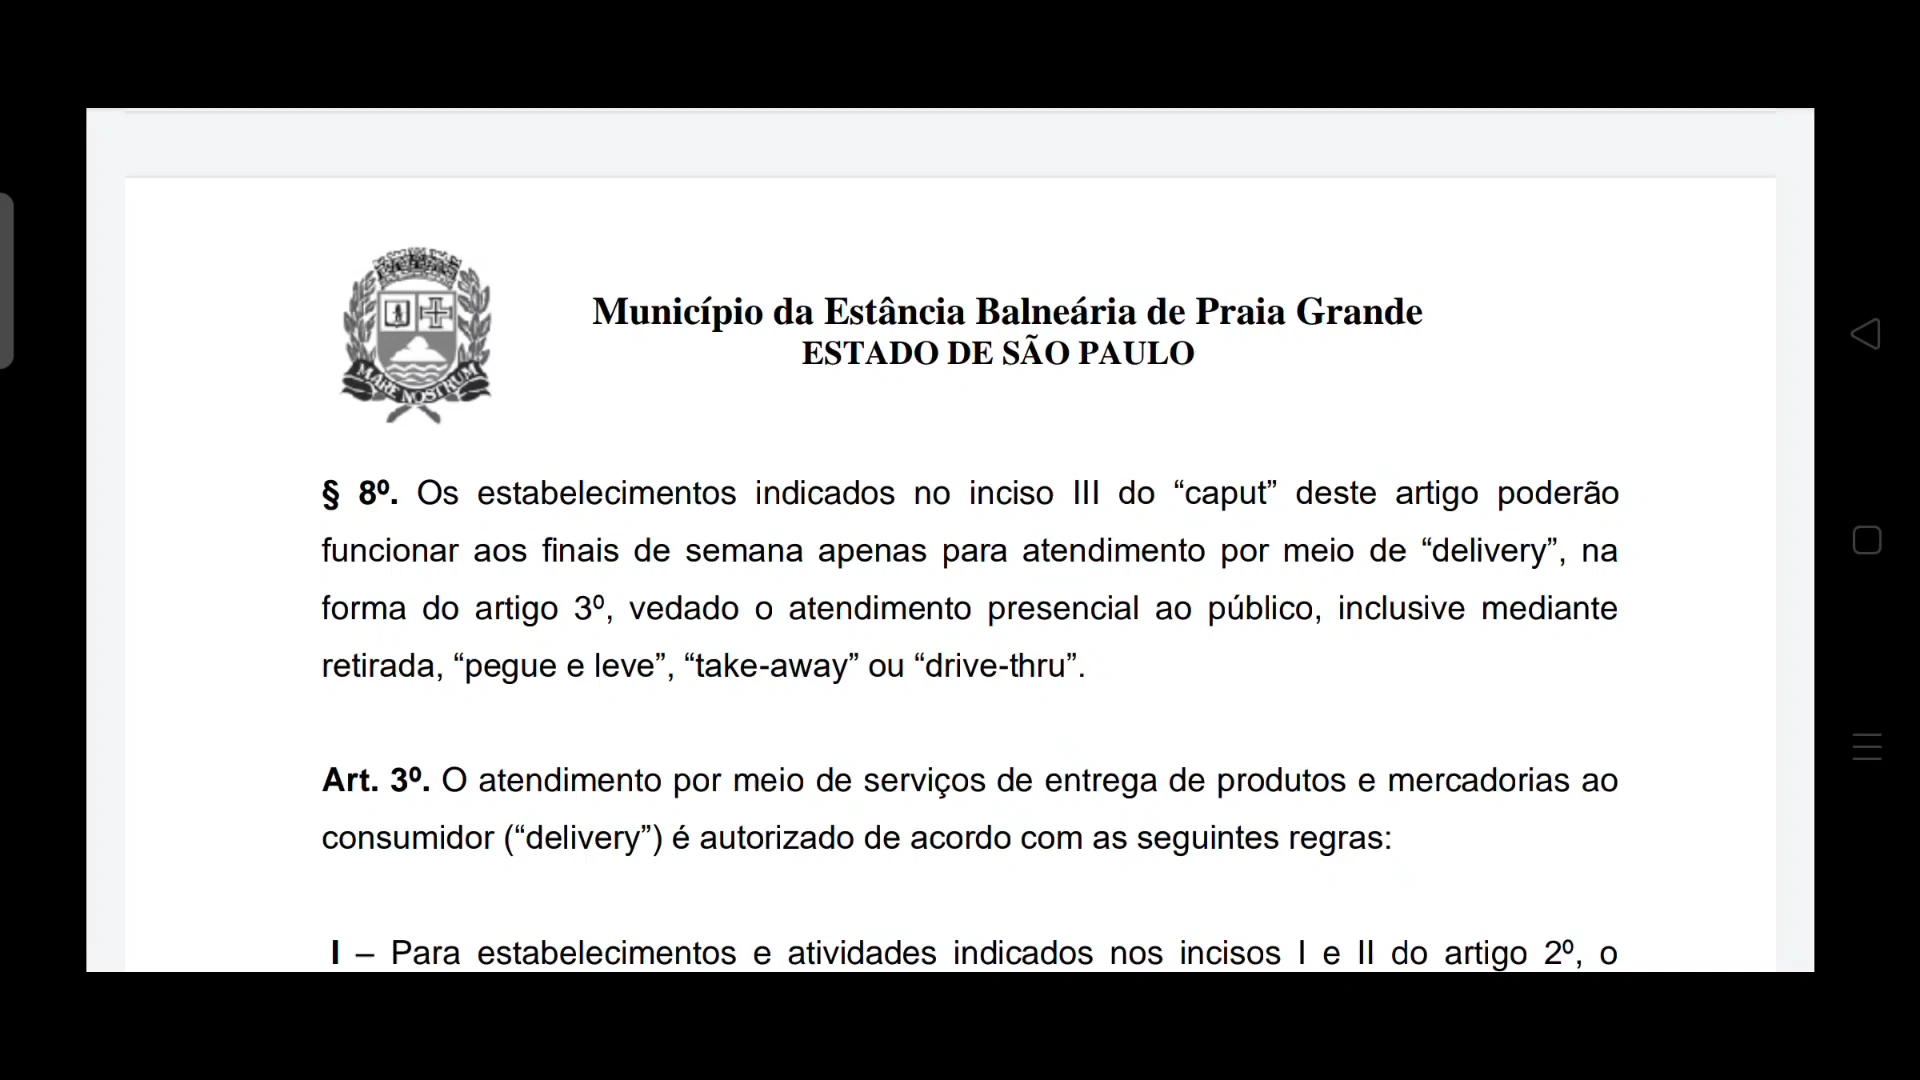 MARE NOSTRUM
Município da Estância Balneária de Praia Grande
ESTADO DE SÃO PAULO
§ 8º. Os estabelecimentos indicados no inciso III do “caput” deste artigo poderão
funcionar aos finais de semana apenas para atendimento por meio de “delivery”, na
forma do artigo 3º, vedado o atendimento presencial ao público, inclusive mediante
retirada, “pegue e leve”, “take-away” ou “drive-thru”.
Art. 3º. O atendimento por meio de serviços de entrega de produtos e mercadorias ao
consumidor (“delivery”) é autorizado de acordo com as seguintes regras:
I – Para estabelecimentos e atividades indicados nos incisos I e II do artigo 2º, o